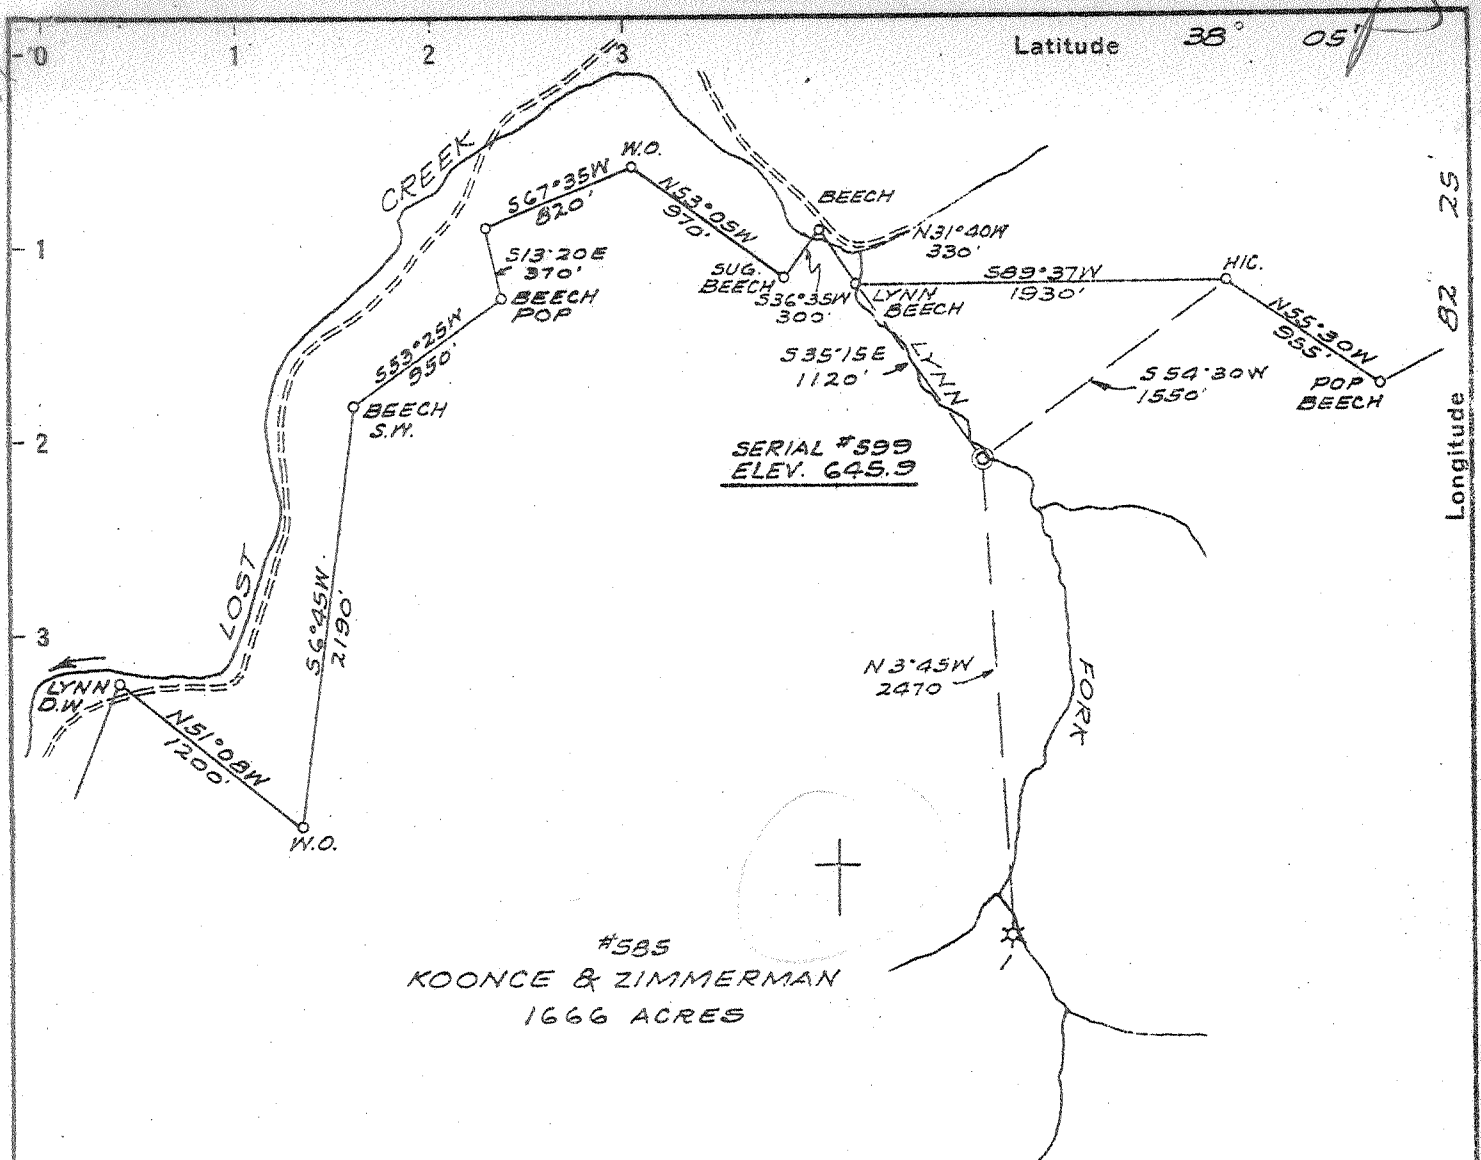 0 1 2 3
Latitude 38° 05'
82° 25'
Longitude
1
2
3
CREEK
W.O.
S67°35W
820'
N53°05W
970'
BEECH
N31°40W
330'
S13°20E
370'
BEECH
POP
SUG.
BEECH
S36°35W
300'
LYNN
BEECH
S89°37W
1930'
HIC.
N55°30W
955'
POP
BEECH
S53°25W
950'
BEECH
S.W.
S35°15E
1120'
LYNN
S54°30W
1550'
SERIAL #599
ELEV. 645.9
LOST
S6°45W
2190'
N3°45W
2470
FORK
LYNN
D.W.
N51°08W
1200'
W.O.
1
#585
KOONCE & ZIMMERMAN
1666 ACRES